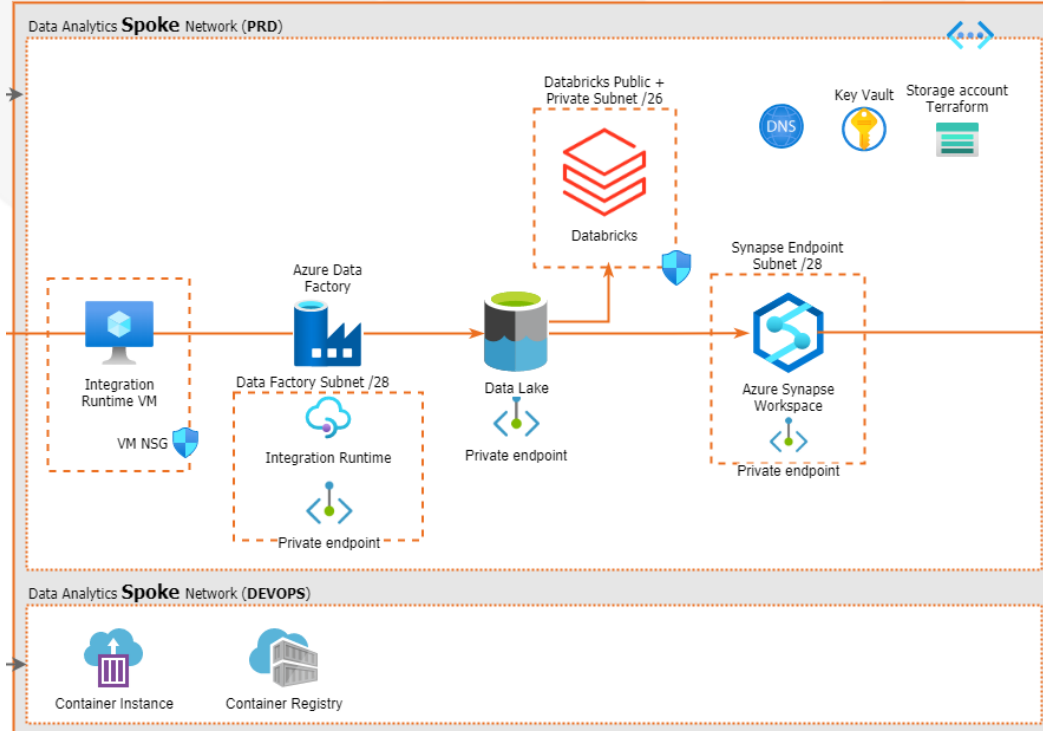 Data Analytics Spoke Network (PRD)
Databricks Public +
Private Subnet /26
Databricks
DNS
Key Vault
Storage account
Terraform
Synapse Endpoint
Subnet /28
Azure Data
Factory
Integration
Runtime VM
VM NSG
Data Factory Subnet /28
Integration Runtime
Private endpoint
Data Lake
Private endpoint
Azure Synapse
Workspace
Private endpoint
Data Analytics Spoke Network (DEVOPS)
Container Instance
Container Registry